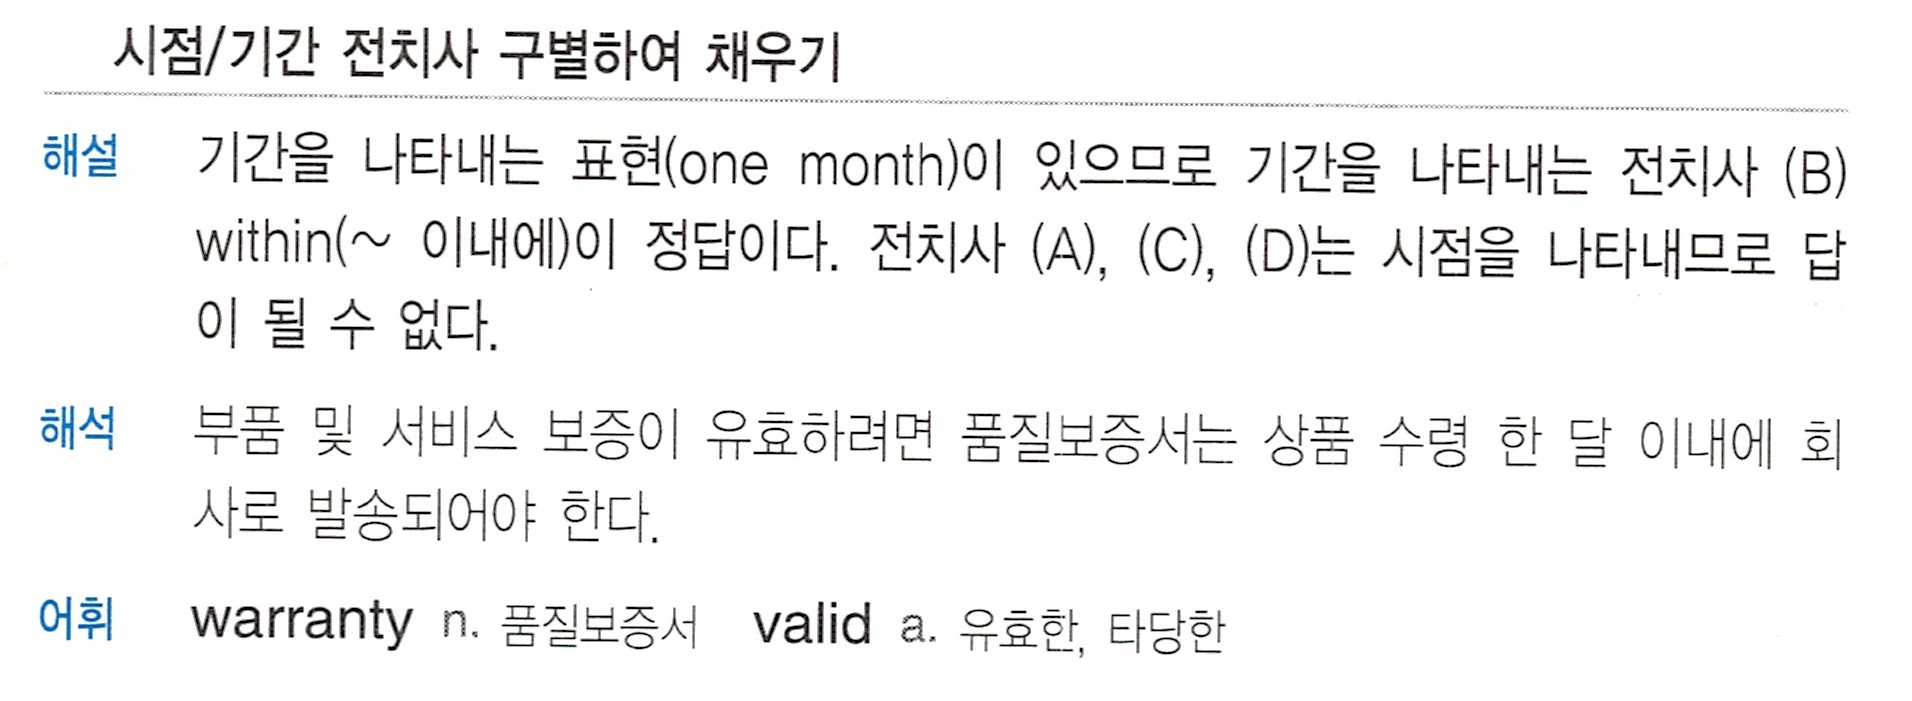 시점/기간 전치사 구별하여 채우기
해설 기간을 나타내는 표현(one month)이 있으므로 기간을 나타내는 전치사 (B)
within(~ 이내에)이 정답이다. 전치사 (A), (C), (D)는 시점을 나타내므로 답
이 될 수 없다.
해석 부품 및 서비스 보증이 유효하려면 품질보증서는 상품 수령 한 달 이내에 회
사로 발송되어야 한다.
어휘 warranty n. 품질보증서 valid a. 유효한, 타당한